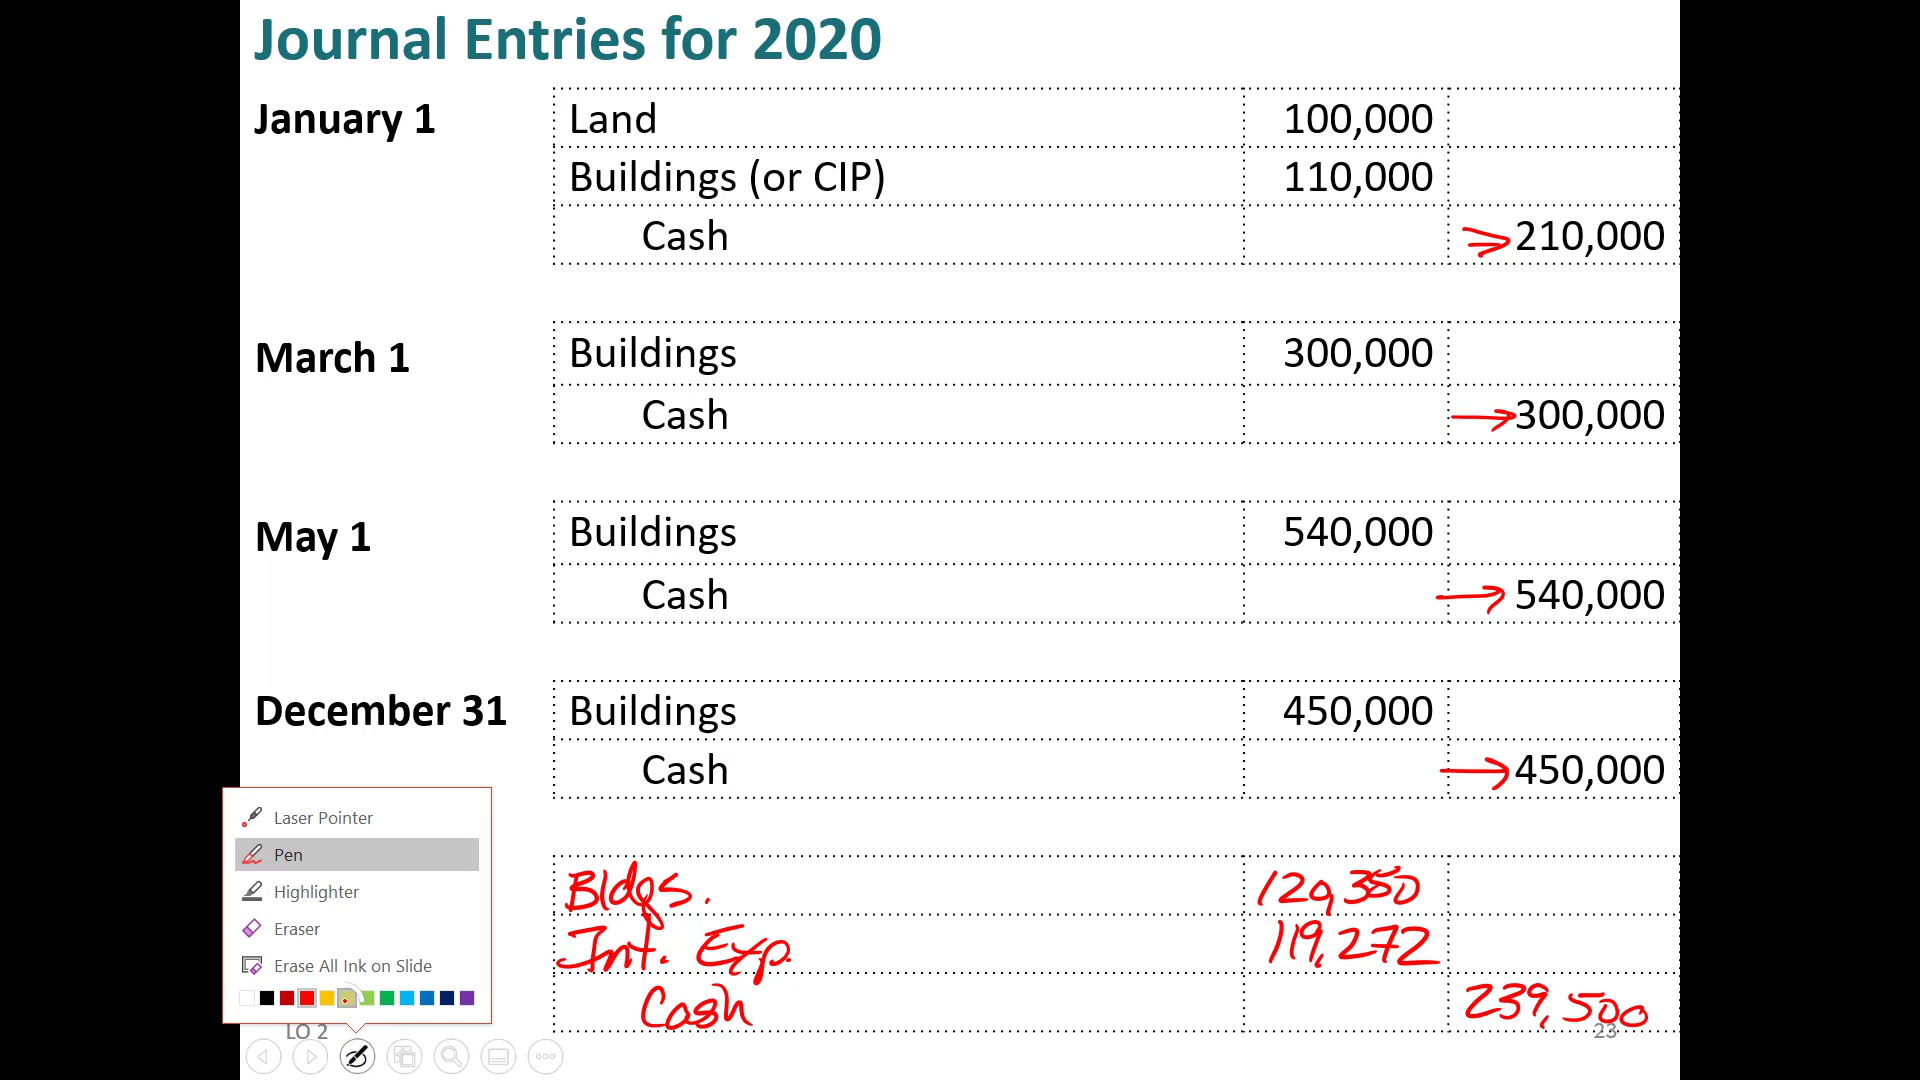 Journal Entries for 2020
January 1 Land 100,000
Buildings (or CIP) 110,000
Cash 210,000
March 1 Buildings 300,000
Cash 300,000
May 1 Buildings 540,000
Cash 540,000
December 31 Buildings 450,000
Cash 450,000
Laser Pointer
Pen
Highlighter
Eraser
Erase All Ink on Slide
Bldgs. 120,350
Int. Exp. 119,272
Cash 239,500
LO 2
23